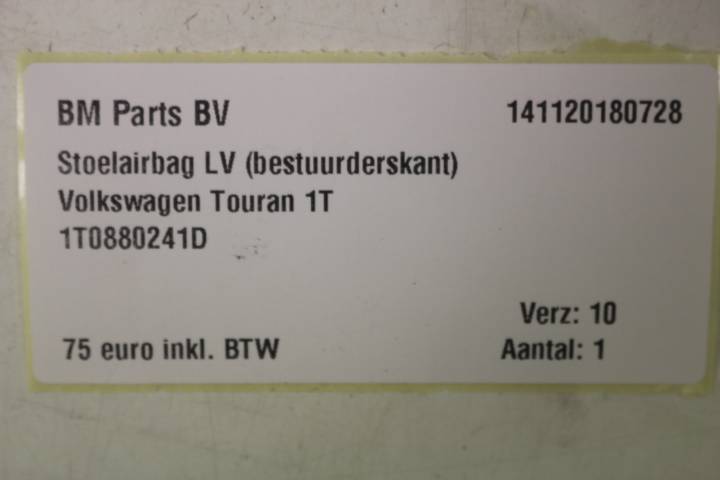 BM Parts BV 141120180728
Stoelairbag LV (bestuurderskant)
Volkswagen Touran 1T
1T0880241D
Verz: 10
75 euro inkl. BTW Aantal: 1